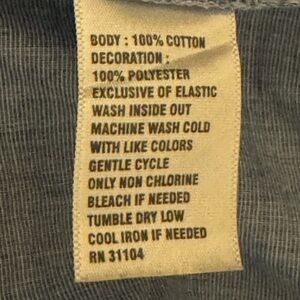 BODY : 100% COTTON
DECORATION :
100% POLYESTER
EXCLUSIVE OF ELASTIC
WASH INSIDE OUT
MACHINE WASH COLD
WITH LIKE COLORS
GENTLE CYCLE
ONLY NON CHLORINE
BLEACH IF NEEDED
TUMBLE DRY LOW
COOL IRON IF NEEDED
RN 31104